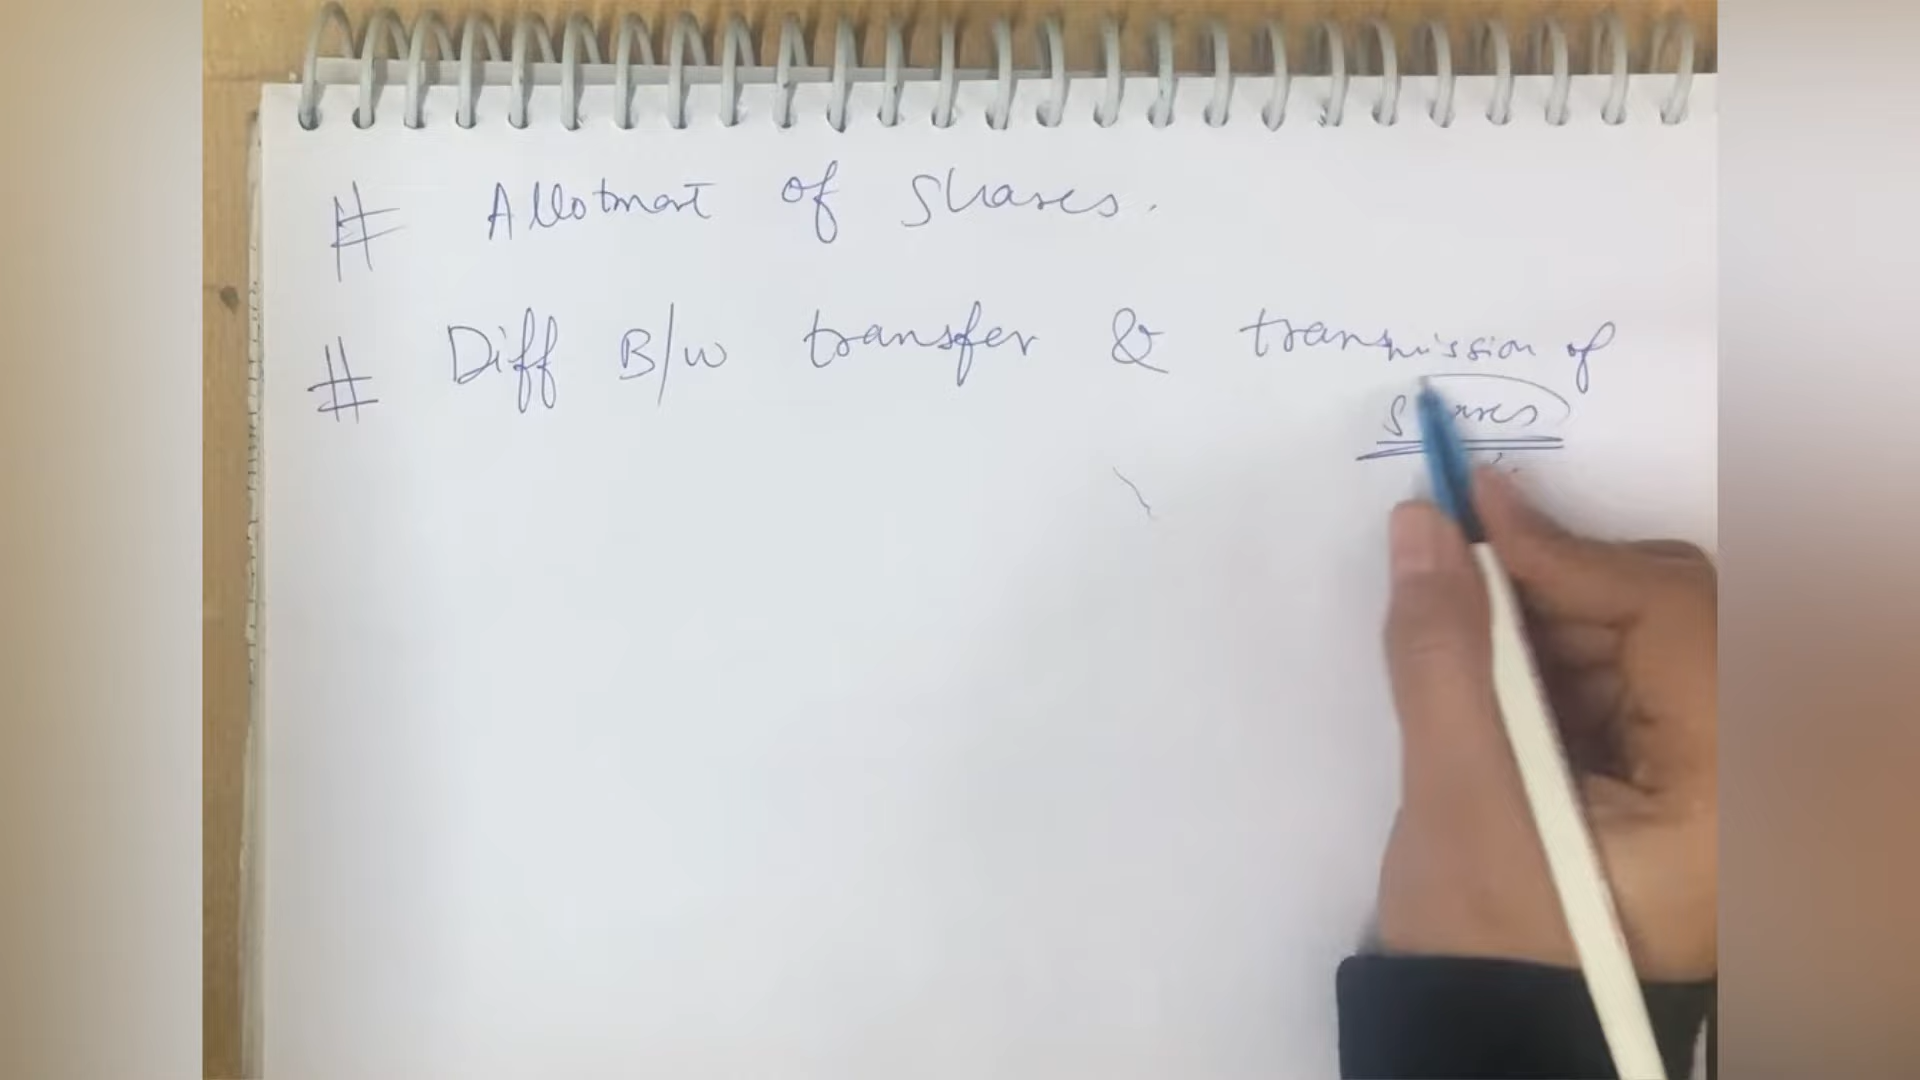 # Allotment of Shares.
# Diff B/w transfer & transmission of
shares